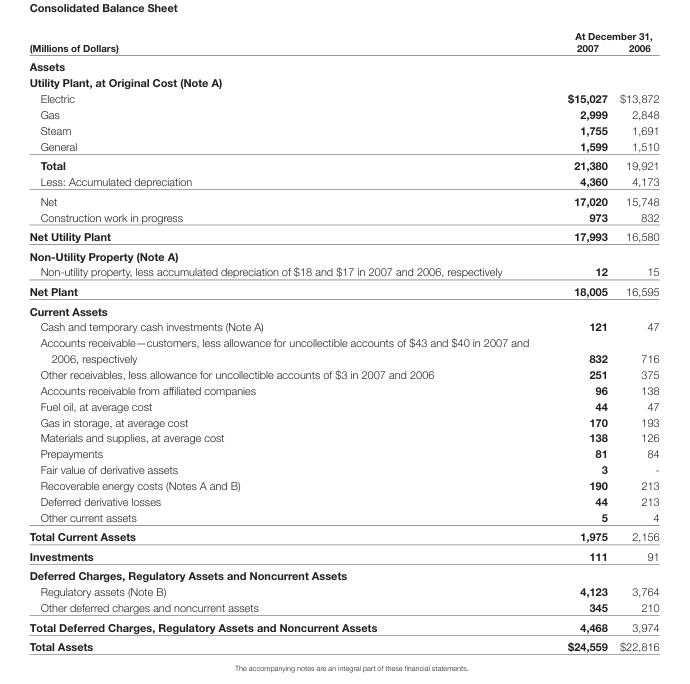 Consolidated Balance Sheet
At December 31,
(Millions of Dollars) 2007 2006
Assets
Utility Plant, at Original Cost (Note A)
Electric $15,027 $13,872
Gas 2,999 2,848
Steam 1,755 1,691
General 1,599 1,510
Total 21,380 19,921
Less: Accumulated depreciation 4,360 4,173
Net 17,020 15,748
Construction work in progress 973 832
Net Utility Plant 17,993 16,580
Non-Utility Property (Note A)
Non-utility property, less accumulated depreciation of $18 and $17 in 2007 and 2006, respectively 12 15
Net Plant 18,005 16,595
Current Assets
Cash and temporary cash investments (Note A) 121 47
Accounts receivable—customers, less allowance for uncollectible accounts of $43 and $40 in 2007 and
2006, respectively 832 716
Other receivables, less allowance for uncollectible accounts of $3 in 2007 and 2006 251 375
Accounts receivable from affiliated companies 96 138
Fuel oil, at average cost 44 47
Gas in storage, at average cost 170 193
Materials and supplies, at average cost 138 126
Prepayments 81 84
Fair value of derivative assets 3 -
Recoverable energy costs (Notes A and B) 190 213
Deferred derivative losses 44 213
Other current assets 5 4
Total Current Assets 1,975 2,156
Investments 111 91
Deferred Charges, Regulatory Assets and Noncurrent Assets
Regulatory assets (Note B) 4,123 3,764
Other deferred charges and noncurrent assets 345 210
Total Deferred Charges, Regulatory Assets and Noncurrent Assets 4,468 3,974
Total Assets $24,559 $22,816
The accompanying notes are an integral part of these financial statements.